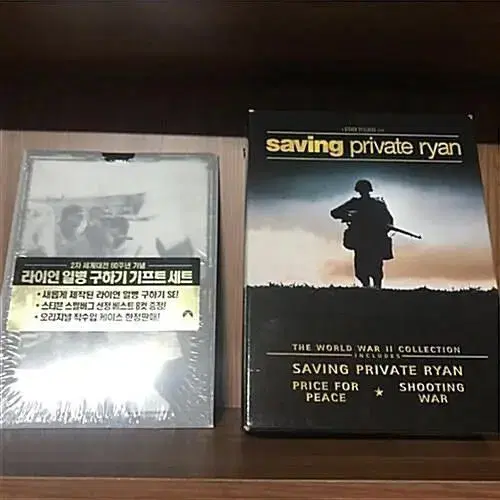 2차 세계대전 60주년 기념
라이언 일병 구하기 기프트 세트
• 새롭게 제작된 라이언 일병 구하기 SE!
• 스티븐 스필버그 선정 베스트 8컷 증정!
• 오리지널 직수입 케이스 한정판매!
saving private ryan
THE WORLD WAR II COLLECTION
INCLUDES
SAVING PRIVATE RYAN
PRICE FOR PEACE ★ SHOOTING WAR